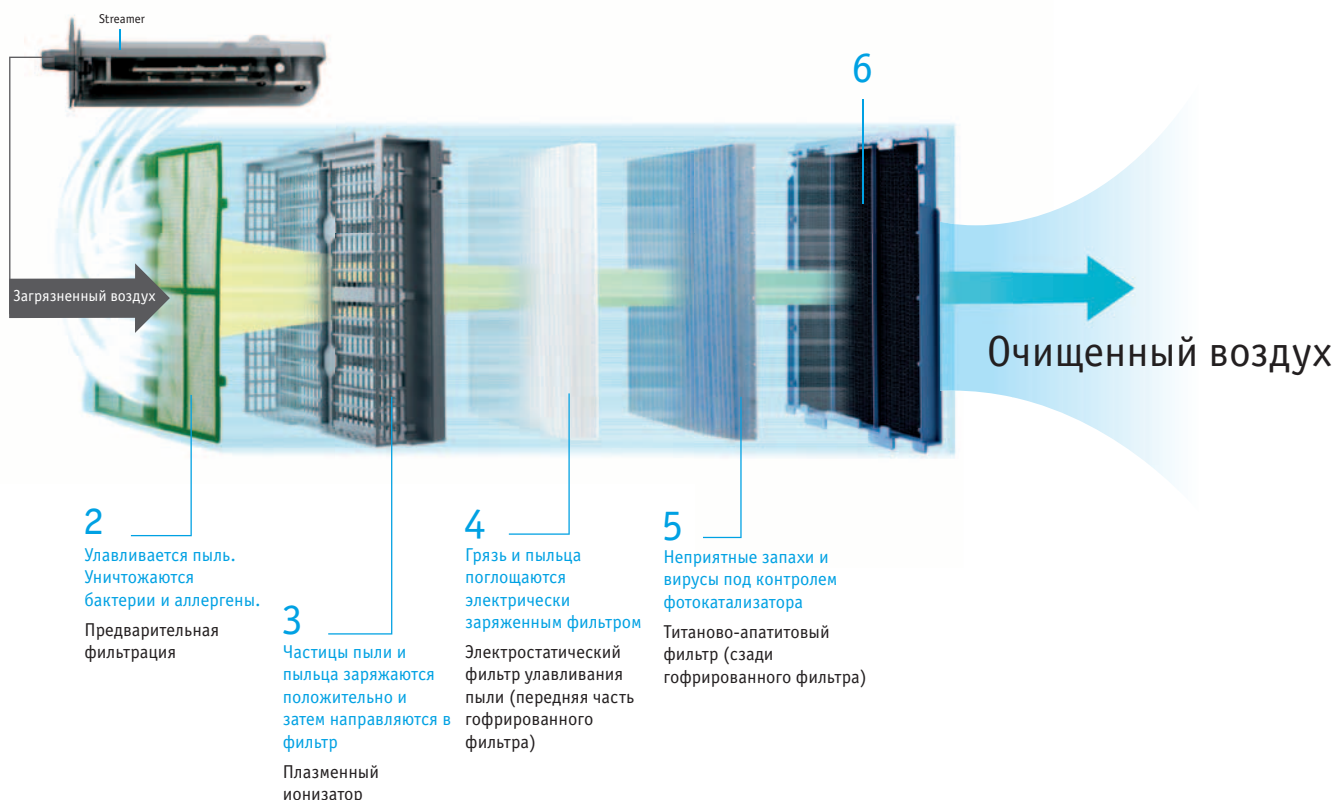 Streamer
6
Загрязненный воздух
Очищенный воздух
2
Улавливается пыль.
Уничтожаются
бактерии и аллергены.
Предварительная
фильтрация
3
Частицы пыли и
пыльца заряжаются
положительно и
затем направляются в
фильтр
Плазменный
ионизатор
4
Грязь и пыльца
поглощаются
электрически
заряженным фильтром
Электростатический
фильтр улавливания
пыли (передняя часть
гофрированного
фильтра)
5
Неприятные запахи и
вирусы под контролем
фотокатализатора
Титаново-апатитовый
фильтр (сзади
гофрированного фильтра)